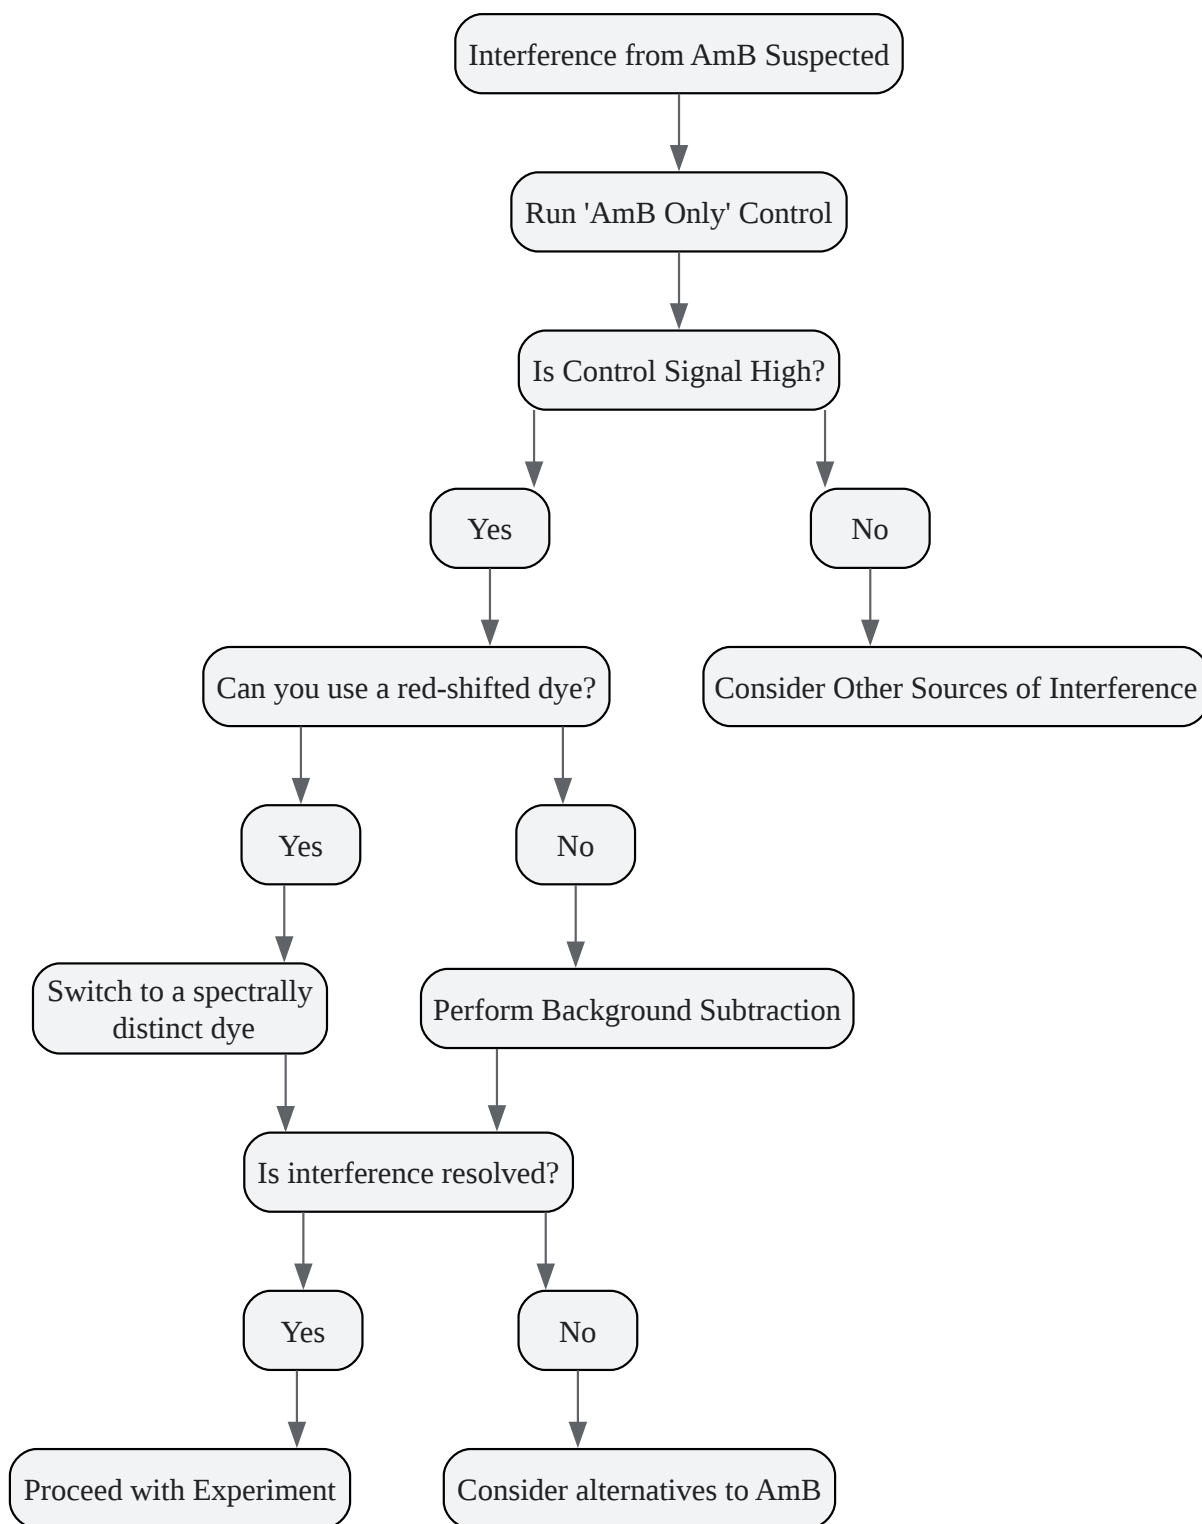 Interference from AmB Suspected
Run 'AmB Only' Control
Is Control Signal High?
Yes
No
Can you use a red-shifted dye?
Consider Other Sources of Interference
Yes
No
Switch to a spectrally
distinct dye
Perform Background Subtraction
Is interference resolved?
Yes
No
Proceed with Experiment
Consider alternatives to AmB